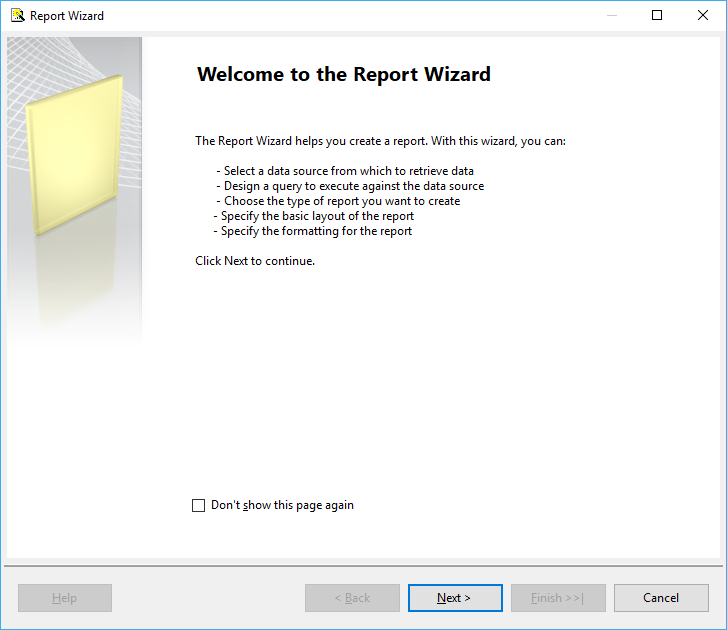 Report Wizard
Welcome to the Report Wizard
The Report Wizard helps you create a report. With this wizard, you can:
- Select a data source from which to retrieve data
- Design a query to execute against the data source
- Choose the type of report you want to create
- Specify the basic layout of the report
- Specify the formatting for the report
Click Next to continue.
Don't show this page again
Help < Back Next > Finish >>| Cancel